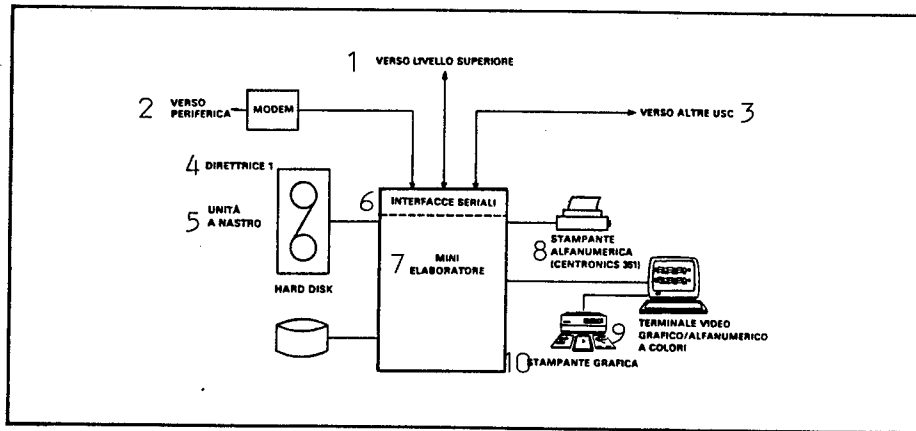 1 VERSO LIVELLO SUPERIORE
2 VERSO
PERIFERICA
MODEM
VERSO ALTRE USC 3
4 DIRETTRICE 1
5 UNITÀ
A NASTRO
6 INTERFACCE SERIALI
7 MINI
ELABORATORE
8 STAMPANTE
ALFANUMERICA
(CENTRONICS 351)
HARD DISK
9
TERMINALE VIDEO
GRAFICO/ALFANUMERICO
A COLORI
10 STAMPANTE GRAFICA